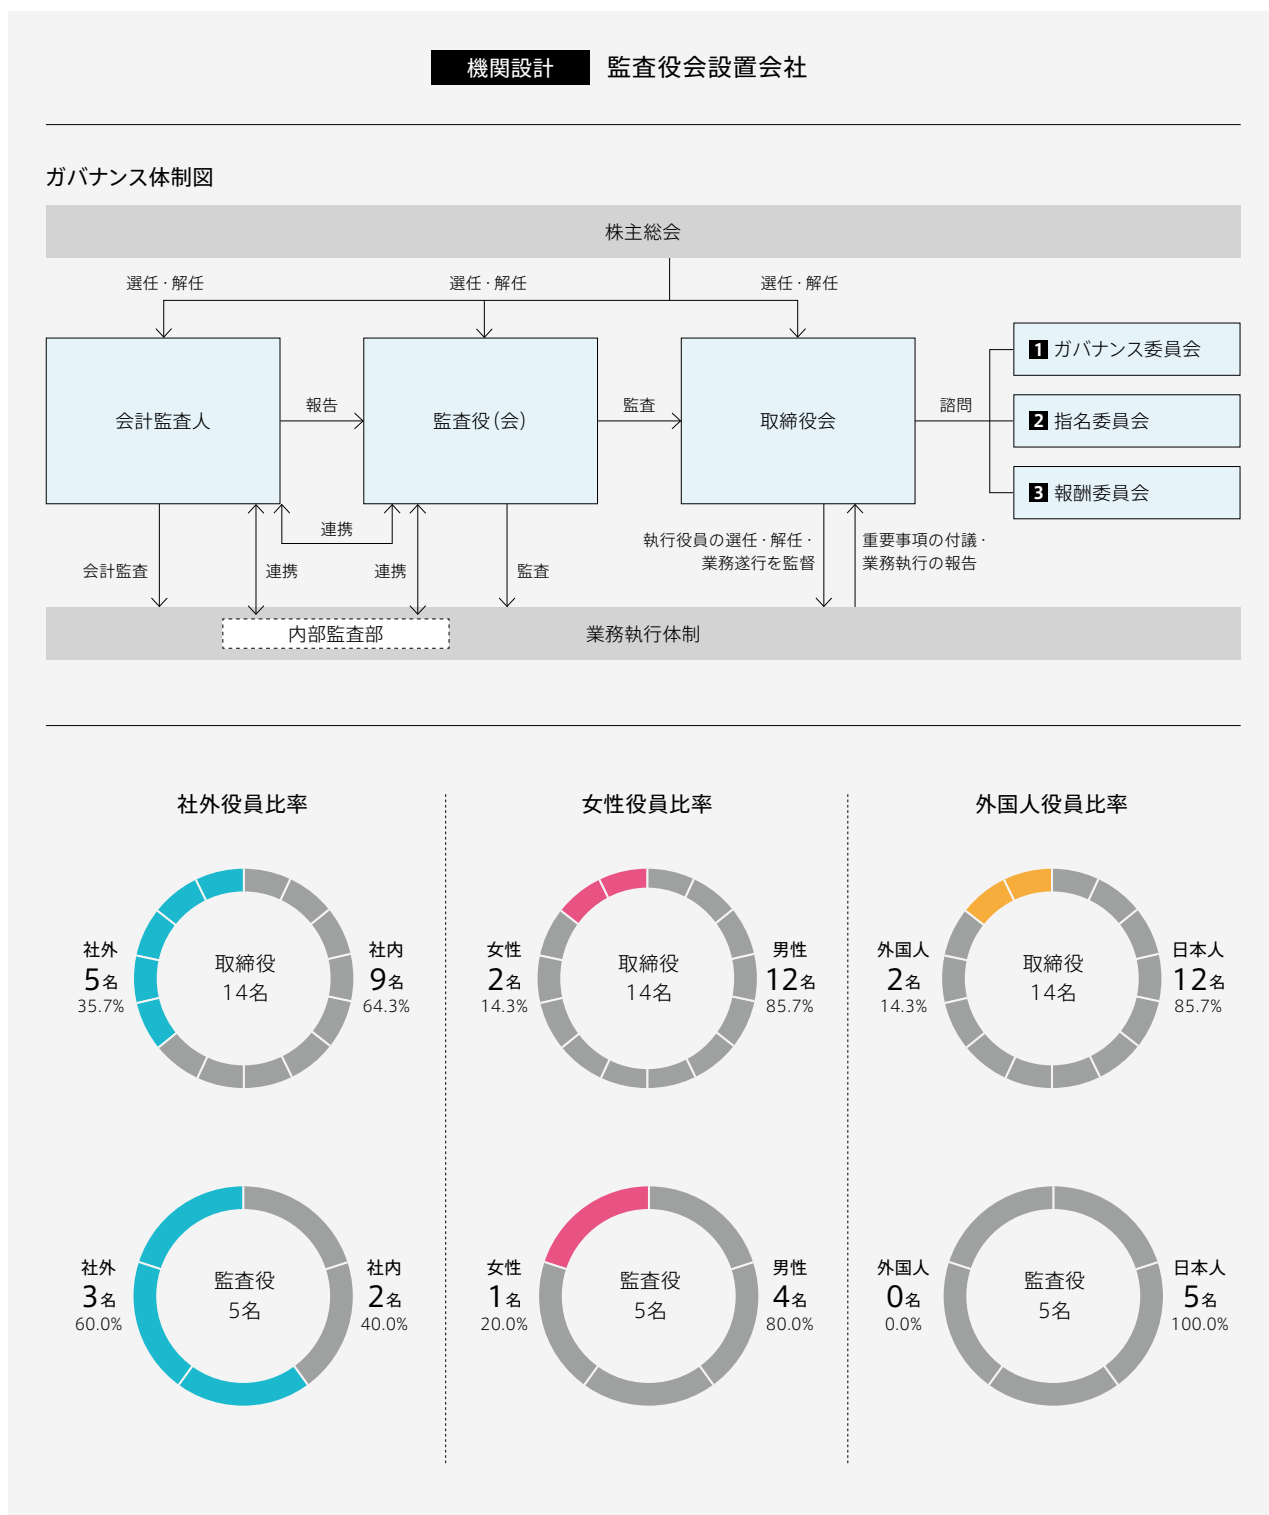 機関設計 監査役会設置会社
ガバナンス体制図
株主総会
選任・解任 選任・解任 選任・解任
会計監査人
報告
監査役(会)
監査
取締役会
諮問
1 ガバナンス委員会
2 指名委員会
3 報酬委員会
会計監査
連携
連携
連携
監査
執行役員の選任・解任・
業務遂行を監督
重要事項の付議・
業務執行の報告
内部監査部
業務執行体制
社外役員比率
社外
5名
35.7%
取締役
14名
社内
9名
64.3%
社外
3名
60.0%
監査役
5名
社内
2名
40.0%
女性役員比率
女性
2名
14.3%
取締役
14名
男性
12名
85.7%
女性
1名
20.0%
監査役
5名
男性
4名
80.0%
外国人役員比率
外国人
2名
14.3%
取締役
14名
日本人
12名
85.7%
外国人
0名
0.0%
監査役
5名
日本人
5名
100.0%